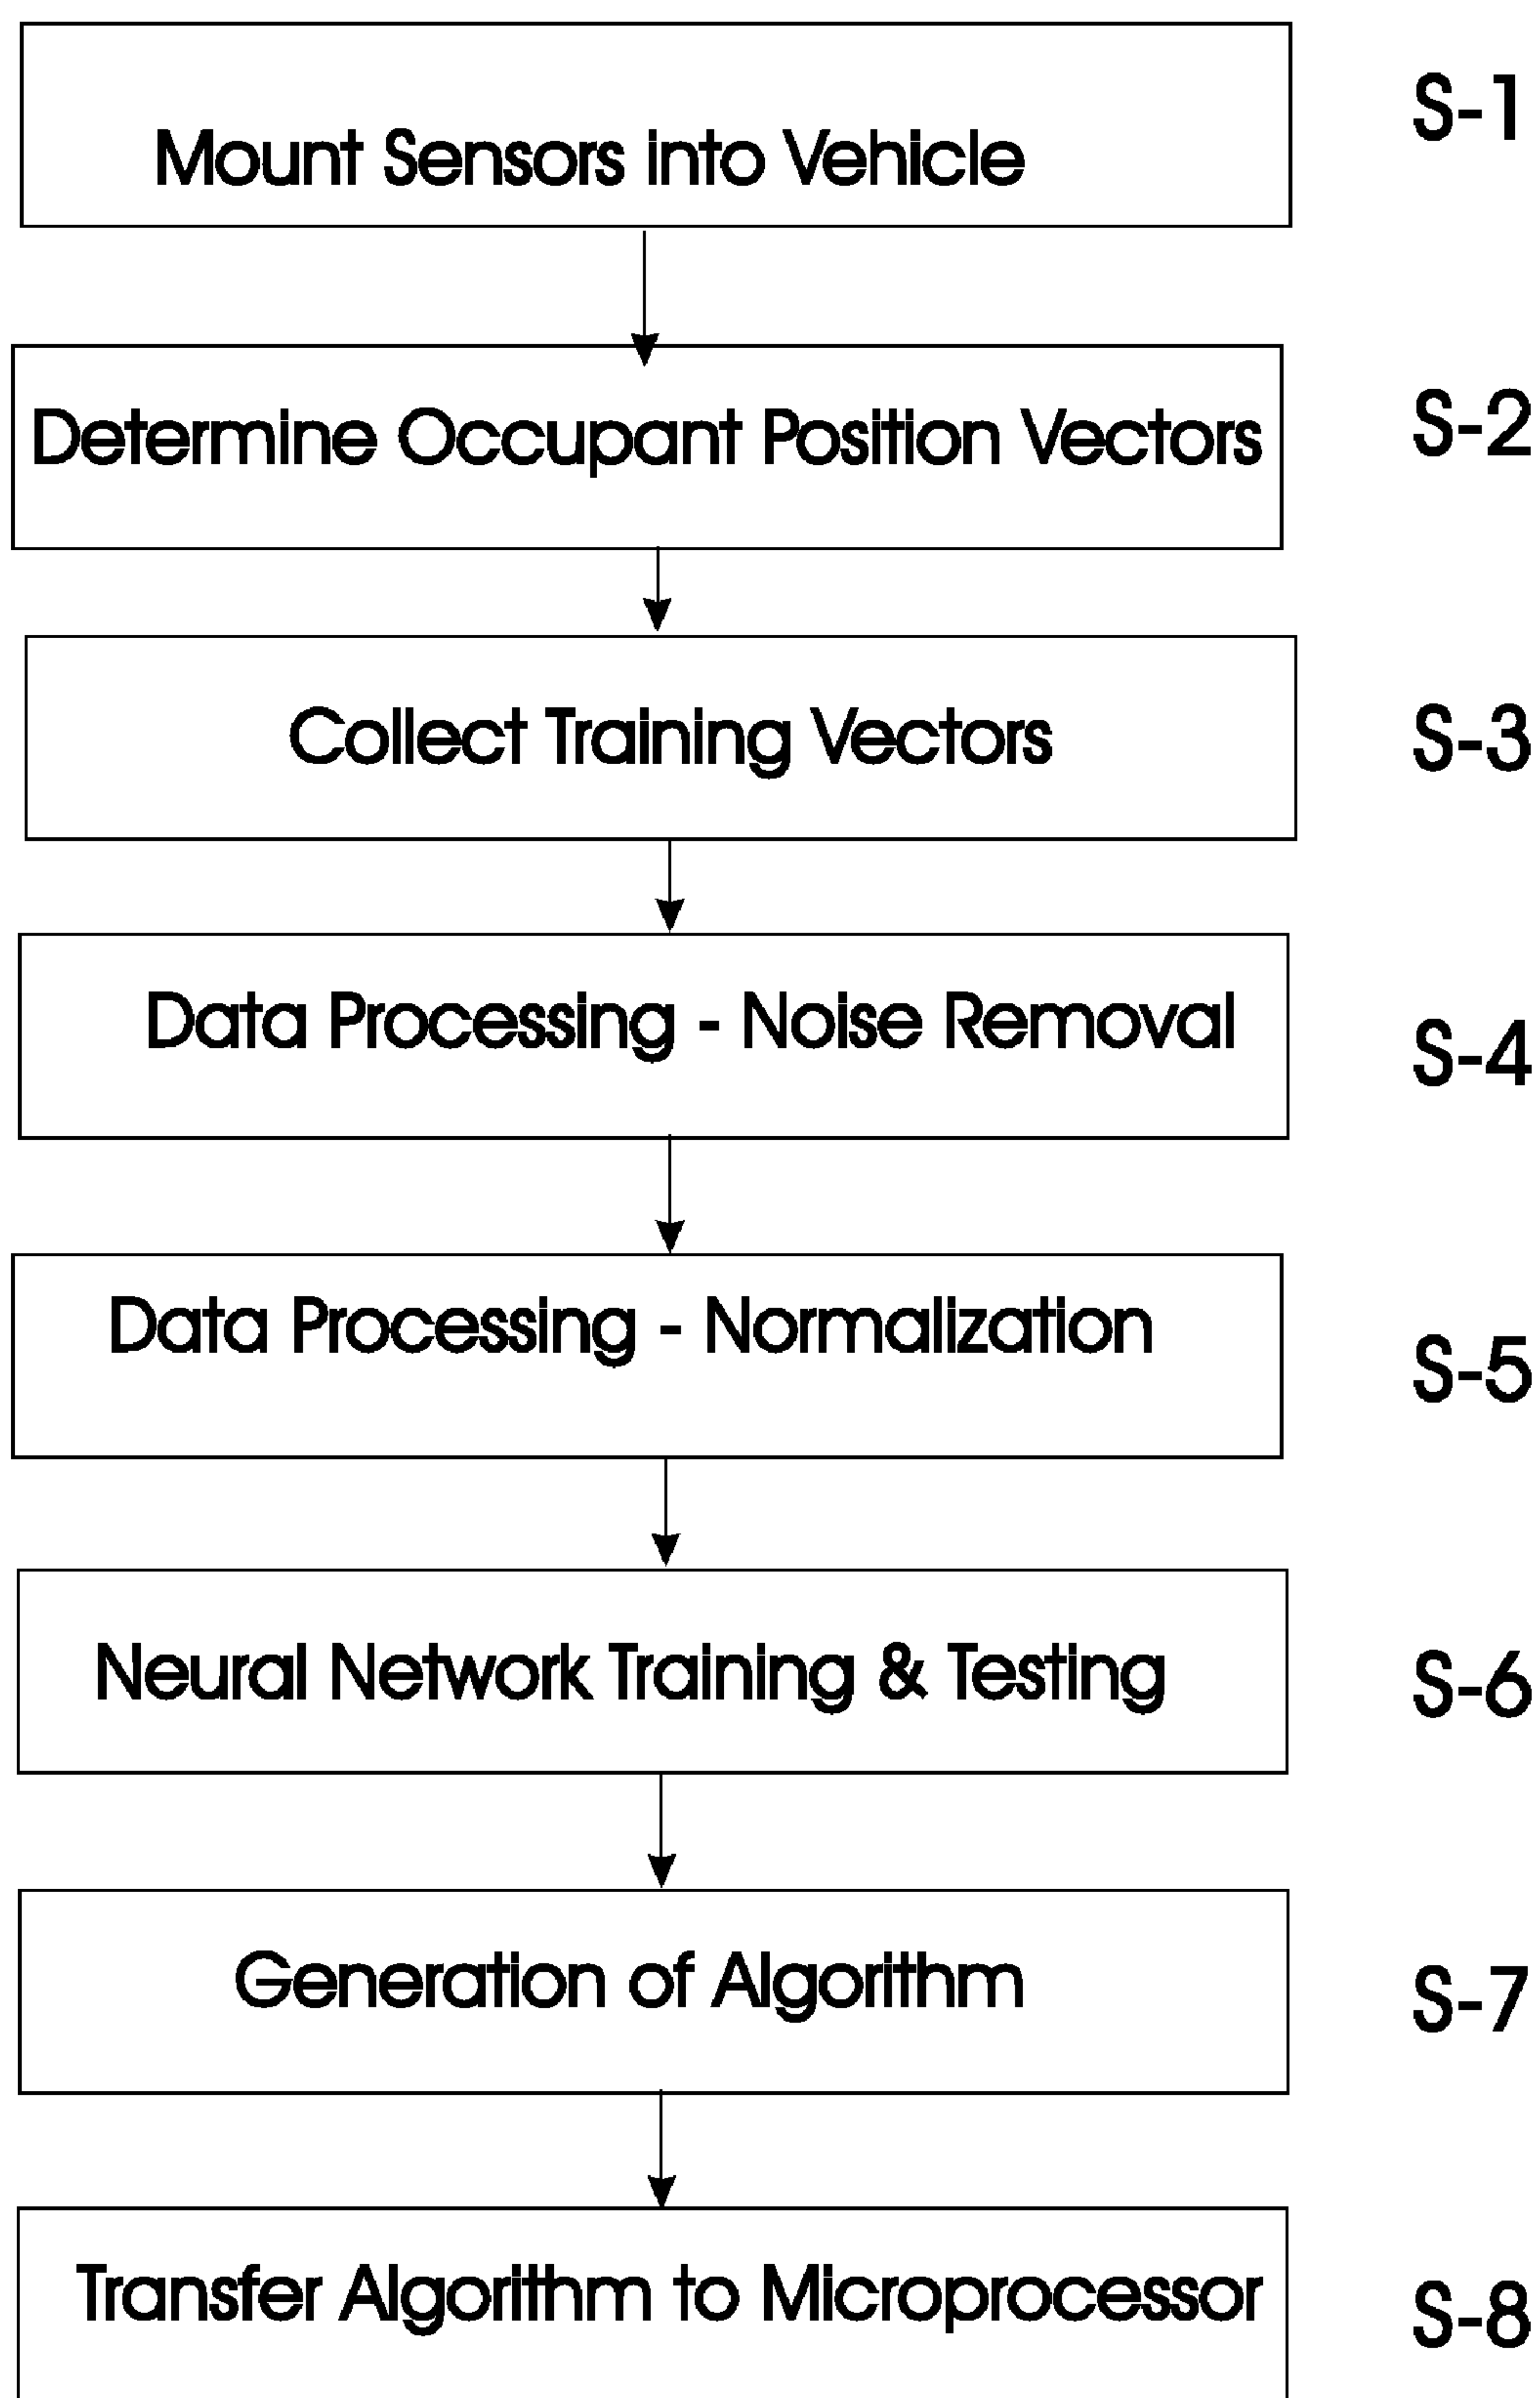 Mount Sensors into Vehicle
S-1
Determine Occupant Position Vectors
S-2
Collect Training Vectors
S-3
Data Processing - Noise Removal
S-4
Data Processing - Normalization
S-5
Neural Network Training & Testing
S-6
Generation of Algorithm
S-7
Transfer Algorithm to Microprocessor
S-8